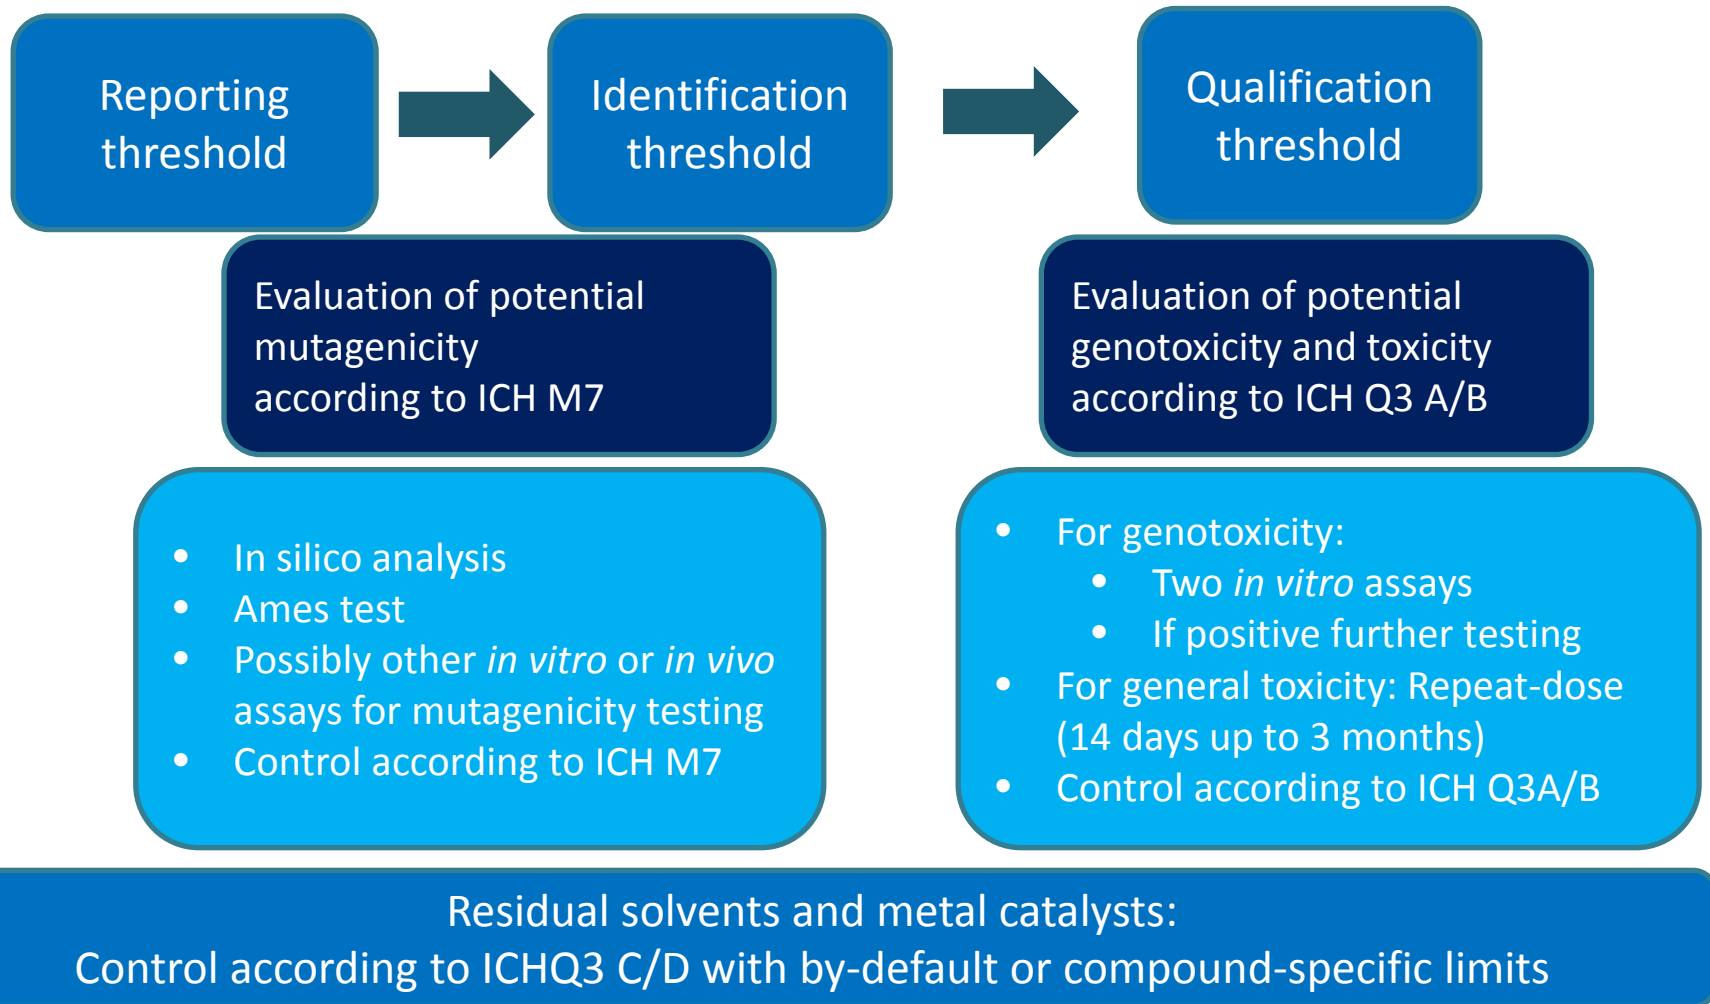 Reporting
threshold
Identification
threshold
Qualification
threshold
Evaluation of potential
mutagenicity
according to ICH M7
Evaluation of potential
genotoxicity and toxicity
according to ICH Q3 A/B
• In silico analysis
• Ames test
• Possibly other in vitro or in vivo
assays for mutagenicity testing
• Control according to ICH M7
• For genotoxicity:
• Two in vitro assays
• If positive further testing
• For general toxicity: Repeat-dose
(14 days up to 3 months)
• Control according to ICH Q3A/B
Residual solvents and metal catalysts:
Control according to ICHQ3 C/D with by-default or compound-specific limits